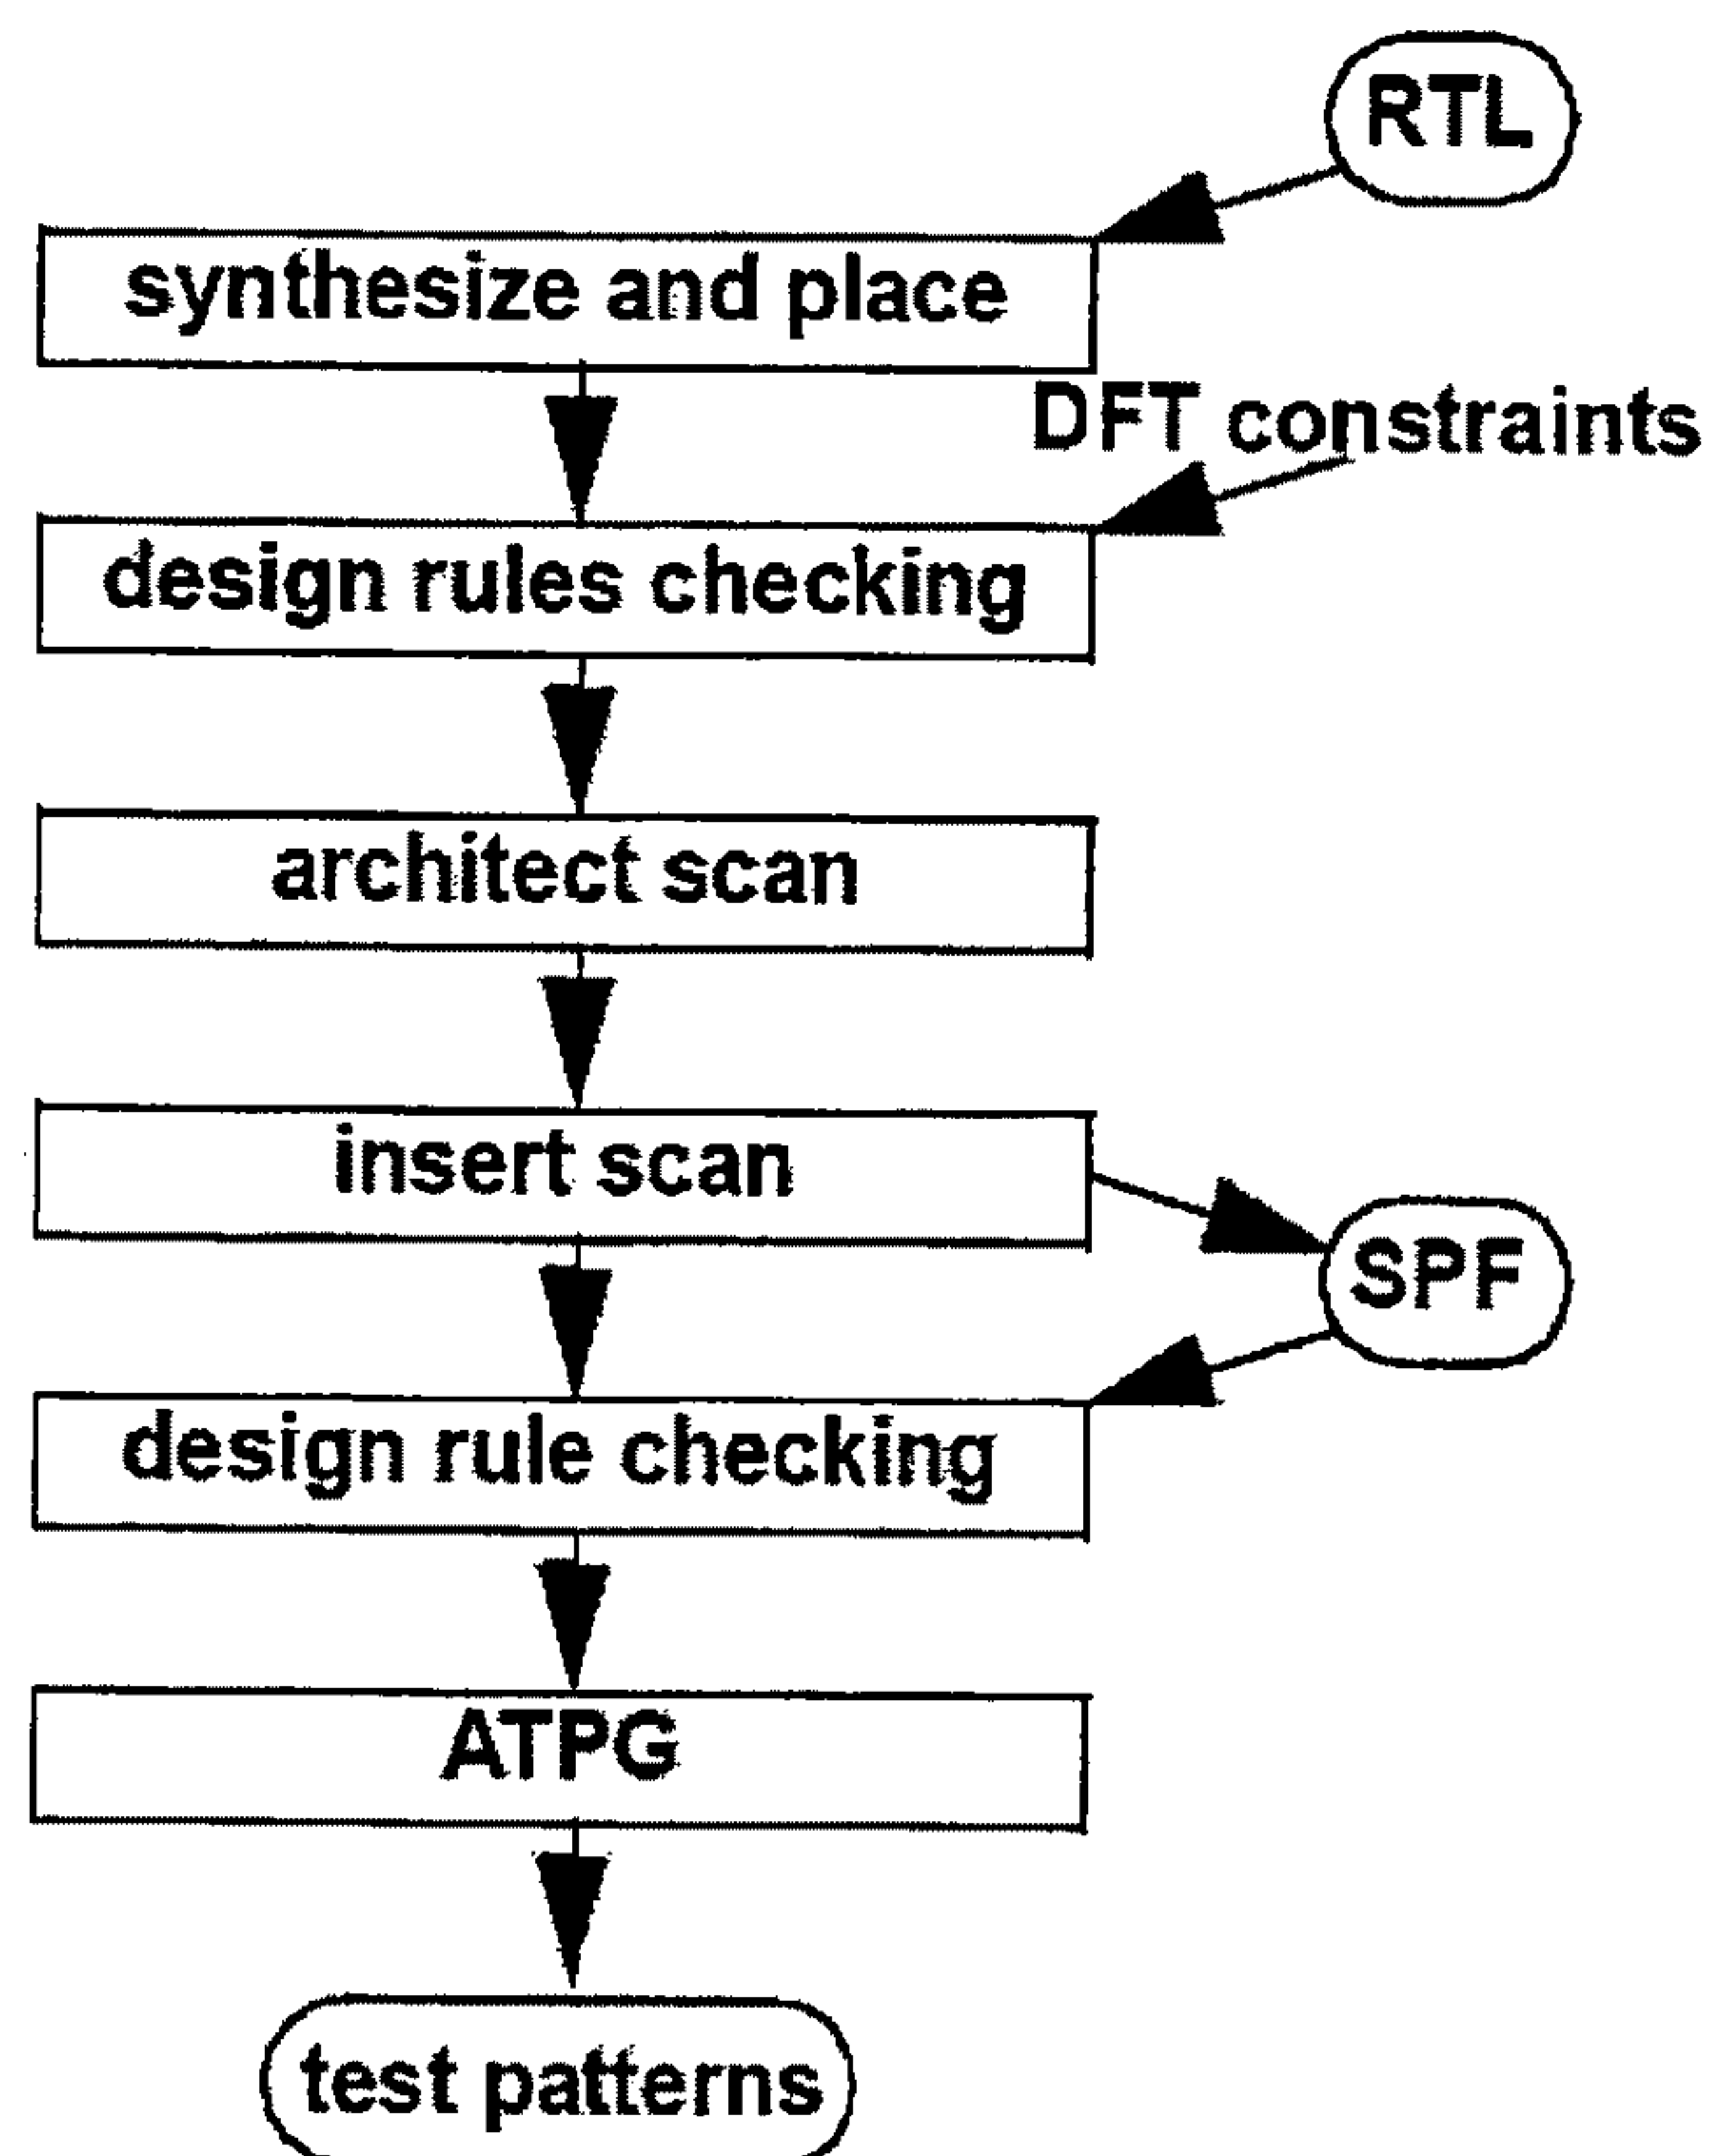 RTL
synthesize and place
DFT constraints
design rules checking
architect scan
insert scan
SPF
design rule checking
ATPG
test patterns